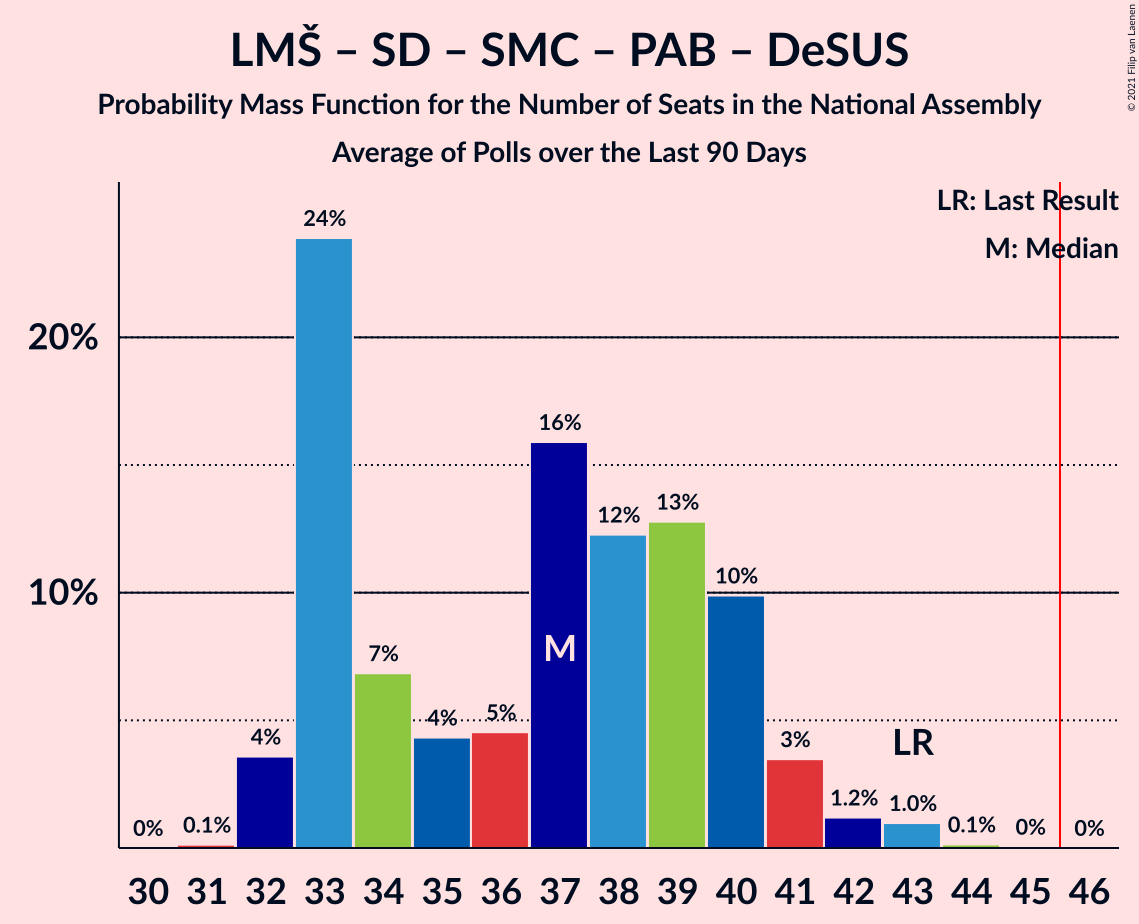 LMŠ – SD – SMC – PAB – DeSUS
Probability Mass Function for the Number of Seats in the National Assembly
Average of Polls over the Last 90 Days
© 2021 Filip van Laenen
LR: Last Result
M: Median
24%
20%
16%
13%
12%
10%
10%
7%
M
5%
4%
4%
3%
LR
1.2%
1.0%
0%
0.1%
0.1%
0%
0%
30 31 32 33 34 35 36 37 38 39 40 41 42 43 44 45 46